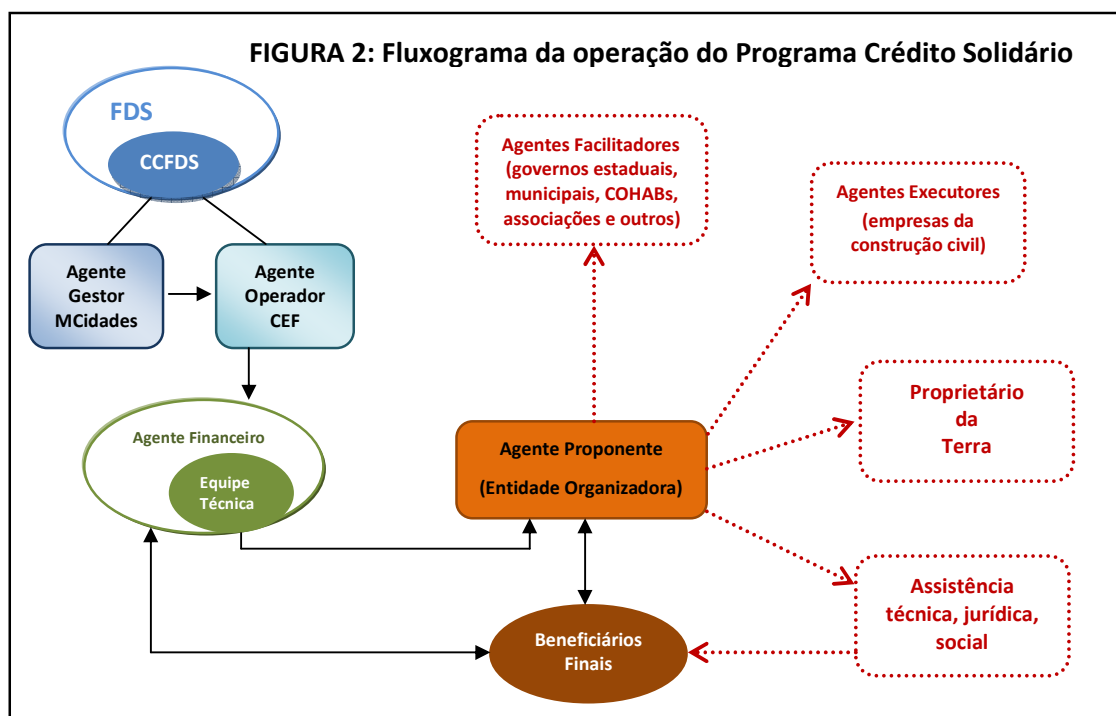 FIGURA 2: Fluxograma da operação do Programa Crédito Solidário
FDS
CCFDS
Agente
Gestor
MCidades
Agente
Operador
CEF
Agente Financeiro
Equipe
Técnica
Agentes Facilitadores
(governos estaduais,
municipais, COHABs,
associações e outros)
Agentes Executores
(empresas da
construção civil)
Proprietário
da
Terra
Agente Proponente
(Entidade Organizadora)
Assistência
técnica, jurídica,
social
Beneficiários
Finais